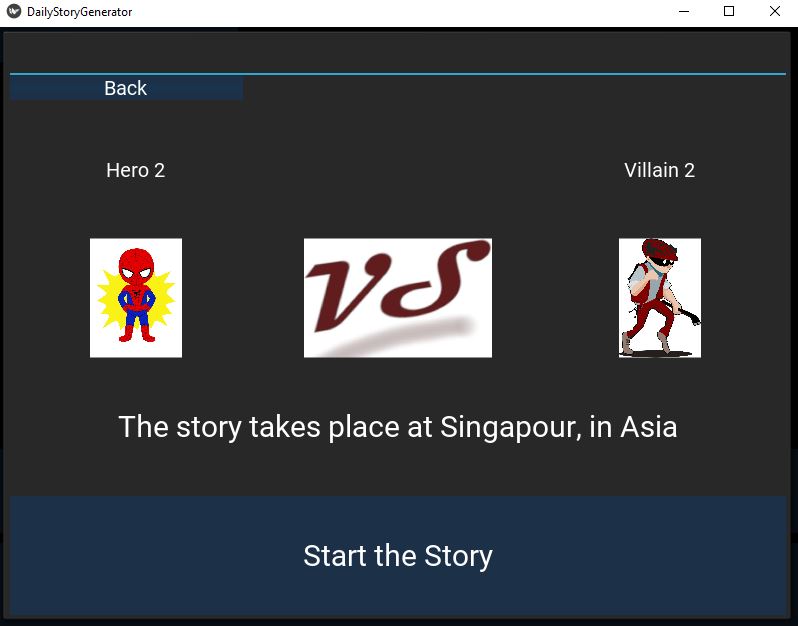 DailyStoryGenerator
Back
Hero 2
Villain 2
VS
The story takes place at Singapour, in Asia
Start the Story